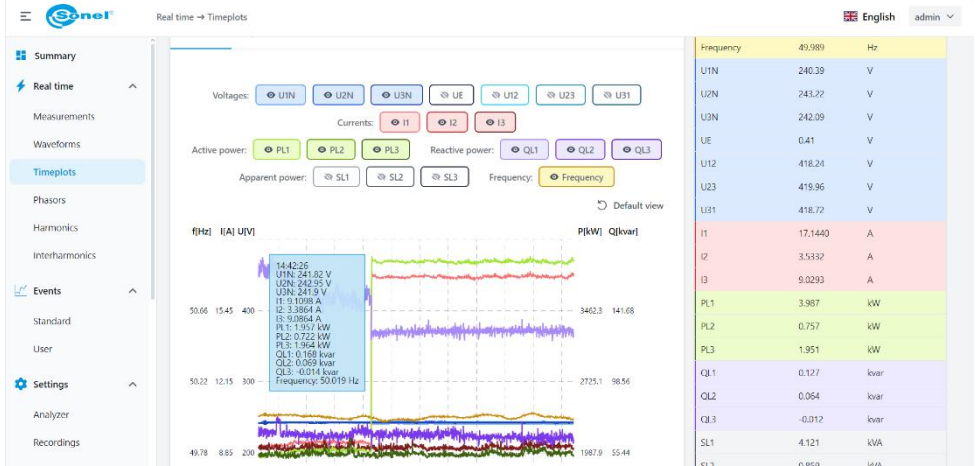 Sonel®
Real time → Timeplots
English
admin
Summary
Real time
Measurements
Waveforms
Timeplots
Phasors
Harmonics
Interharmonics
Events
Standard
User
Settings
Analyzer
Recordings
Voltages: U1N U2N U3N UE U12 U23 U31
Currents: I1 I2 I3
Active power: PL1 PL2 PL3 Reactive power: QL1 QL2 QL3
Apparent power: SL1 SL2 SL3 Frequency: Frequency
Default view
f[Hz] I[A] U[V] P[kW] Q[kvar]
14:42:26
U1N: 241.82 V
U2N: 242.95 V
U3N: 241.9 V
I1: 9.1098 A
I2: 3.3864 A
I3: 9.0864 A
PL1: 1.957 kW
PL2: 0.722 kW
PL3: 1.964 kW
QL1: 0.168 kvar
QL2: 0.069 kvar
QL3: -0.014 kvar
Frequency: 50.019 Hz
50.66 15.45 400 3462.3 141.68
50.22 12.15 300 2725.1 98.56
49.78 8.85 200 1987.9 55.44
Frequency 49.989 Hz
U1N 240.39 V
U2N 243.22 V
U3N 242.09 V
UE 0.41 V
U12 418.24 V
U23 419.96 V
U31 418.72 V
I1 17.1440 A
I2 3.5332 A
I3 9.0293 A
PL1 3.987 kW
PL2 0.757 kW
PL3 1.951 kW
QL1 0.127 kvar
QL2 0.064 kvar
QL3 -0.012 kvar
SL1 4.121 kVA
SL2 0.859 kVA